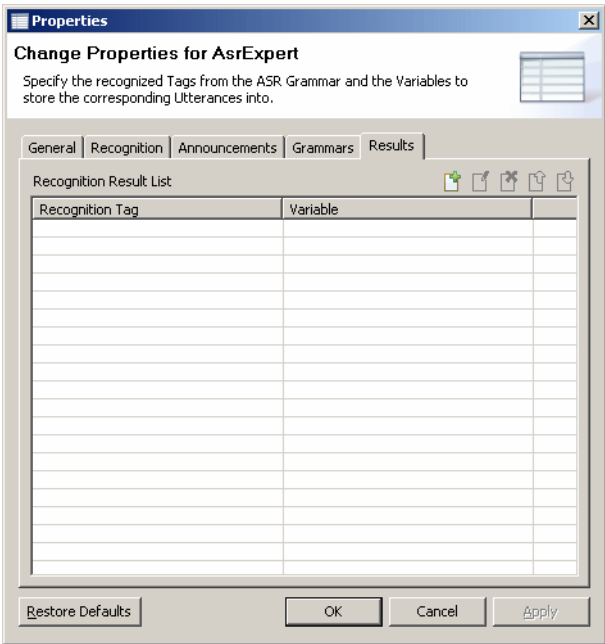 Properties
Change Properties for AsrExpert
Specify the recognized Tags from the ASR Grammar and the Variables to
store the corresponding Utterances into.
General Recognition Announcements Grammars Results
Recognition Result List
Recognition Tag Variable
Restore Defaults OK Cancel Apply